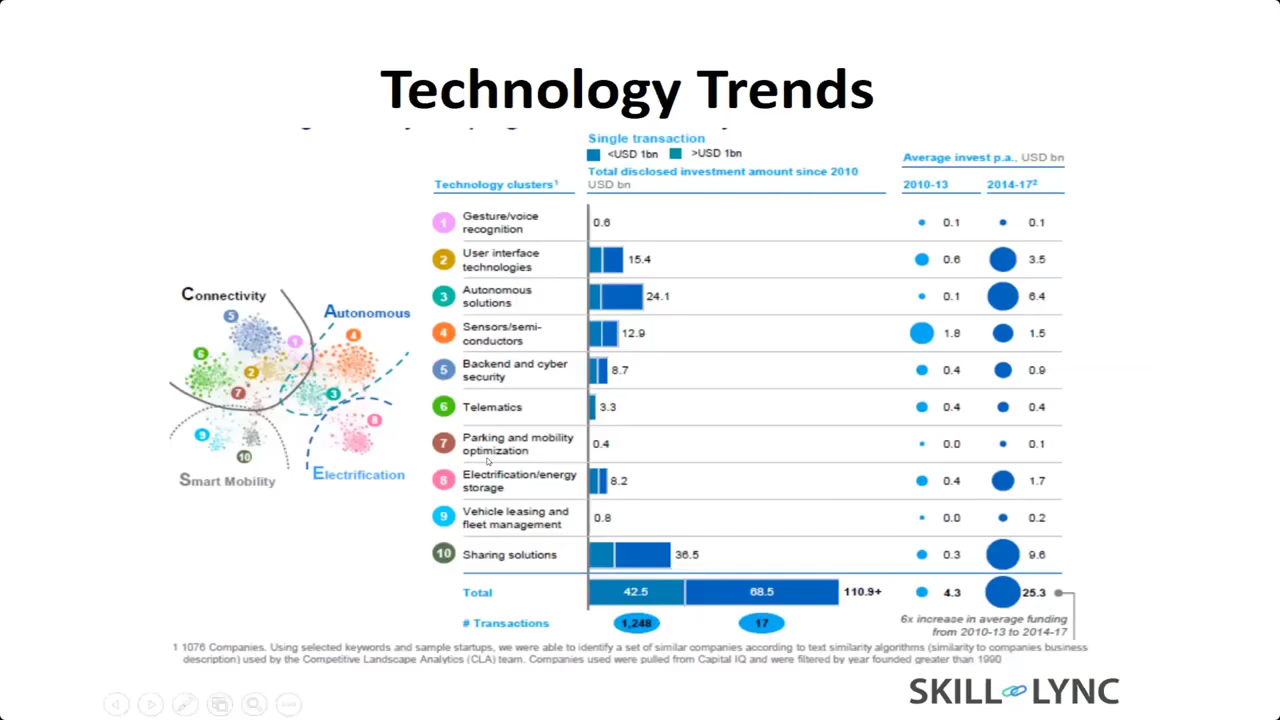 Technology Trends
Single transaction
<USD 1bn >USD 1bn
Total disclosed investment amount since 2010
USD bn
Average invest p.a., USD bn
Technology clusters¹
2010-13 2014-17²
1 Gesture/voice
recognition
0.6 0.1 0.1
2 User interface
technologies
15.4 0.6 3.5
3 Autonomous
solutions
24.1 0.1 6.4
4 Sensors/semi-
conductors
12.9 1.8 1.5
5 Backend and cyber
security
8.7 0.4 0.9
6 Telematics 3.3 0.4 0.4
7 Parking and mobility
optimization
0.4 0.0 0.1
8 Electrification/energy
storage
8.2 0.4 1.7
9 Vehicle leasing and
fleet management
0.8 0.0 0.2
10 Sharing solutions 36.5 0.3 9.6
Total 42.5 68.5 110.9+ 4.3 25.3
# Transactions 1,248 17
6x increase in average funding
from 2010-13 to 2014-17
Connectivity
Autonomous
5
4
1
6
2
7
3
8
9
10
Smart Mobility
Electrification
1 1076 Companies. Using selected keywords and sample startups, we were able to identify a set of similar companies according to text similarity algorithms (similarity to companies business
description) used by the Competitive Landscape Analytics (CLA) team. Companies used were pulled from Capital IQ and were filtered by year founded greater than 1990
SKILL LYNC